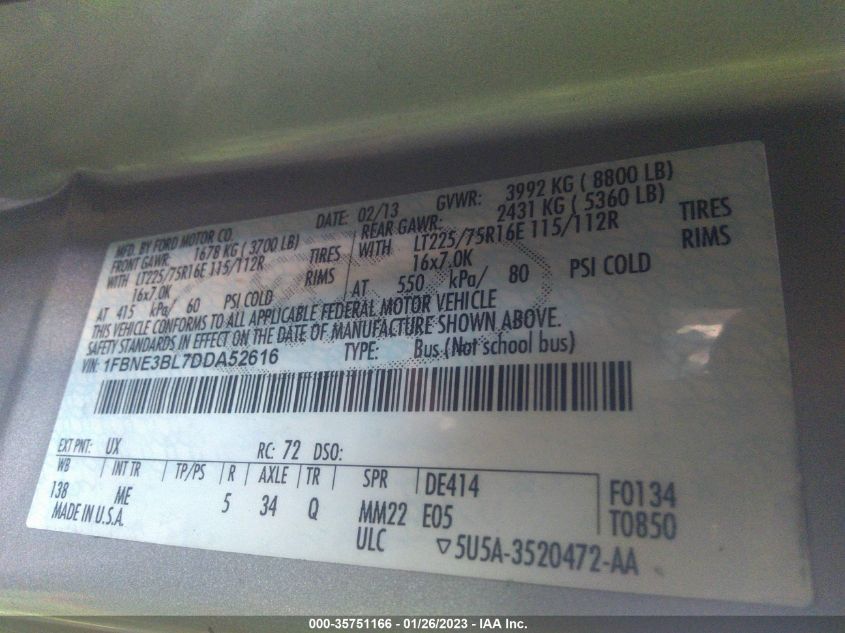 MFD. BY FORD MOTOR CO.
DATE: 02/13 GVWR: 3992 KG ( 8800 LB)
FRONT GAWR: 1678 KG ( 3700 LB)
REAR GAWR: 2431 KG ( 5360 LB)
WITH LT225/75R16E 115/112R TIRES
WITH LT225/75R16E 115/112R TIRES
16x7.0K RIMS
16x7.0K RIMS
AT 415 kPa/ 60 PSI COLD
AT 550 kPa/ 80 PSI COLD
THIS VEHICLE CONFORMS TO ALL APPLICABLE FEDERAL MOTOR VEHICLE
SAFETY STANDARDS IN EFFECT ON THE DATE OF MANUFACTURE SHOWN ABOVE.
VIN: 1FBNE3BL7DDA52616 TYPE: Bus (Not school bus)
EXT PNT: UX RC: 72 DSO:
WB INT TR TP/PS R AXLE TR SPR DE414 F0134
138 ME 5 34 Q MM22 E05 T0850
MADE IN U.S.A. ULC ▽5U5A-3520472-AA
000-35751166 - 01/26/2023 - IAA Inc.